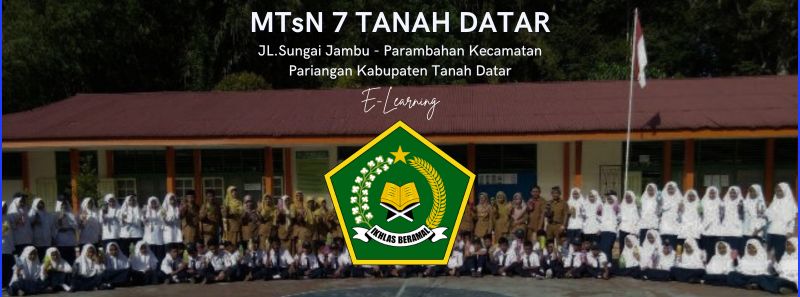 MTsN 7 TANAH DATAR
JL.Sungai Jambu - Parambahan Kecamatan
Pariangan Kabupaten Tanah Datar
E-Learning
IKHLAS BERAMAL